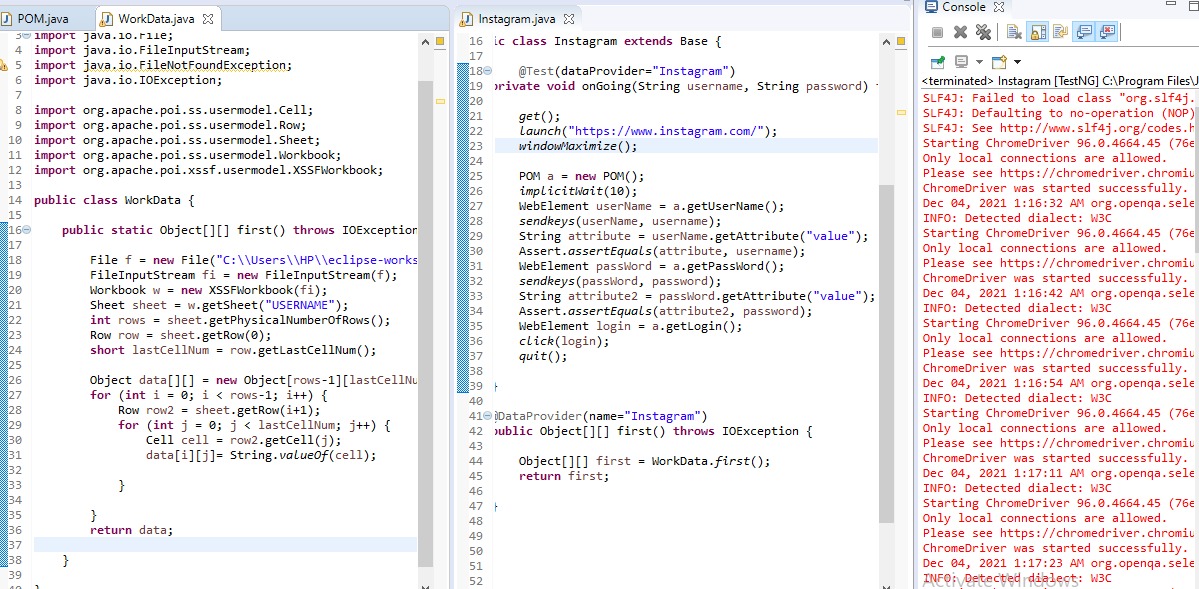 POM.java
WorkData.java
3 import java.io.File;
4 import java.io.FileInputStream;
5 import java.io.FileNotFoundException;
6 import java.io.IOException;
7
8 import org.apache.poi.ss.usermodel.Cell;
9 import org.apache.poi.ss.usermodel.Row;
10 import org.apache.poi.ss.usermodel.Sheet;
11 import org.apache.poi.ss.usermodel.Workbook;
12 import org.apache.poi.xssf.usermodel.XSSFWorkbook;
13
14 public class WorkData {
15
16 public static Object[][] first() throws IOException
17
18 File f = new File("C:\\Users\\HP\\eclipse-works
19 FileInputStream fi = new FileInputStream(f);
20 Workbook w = new XSSFWorkbook(fi);
21 Sheet sheet = w.getSheet("USERNAME");
22 int rows = sheet.getPhysicalNumberOfRows();
23 Row row = sheet.getRow(0);
24 short lastCellNum = row.getLastCellNum();
25
26 Object data[][] = new Object[rows-1][lastCellNu
27 for (int i = 0; i < rows-1; i++) {
28 Row row2 = sheet.getRow(i+1);
29 for (int j = 0; j < lastCellNum; j++) {
30 Cell cell = row2.getCell(j);
31 data[i][j]= String.valueOf(cell);
32
33 }
34
35 }
36 return data;
37
38 }
39
Instagram.java
16 ic class Instagram extends Base {
17
18 @Test(dataProvider="Instagram")
19 private void onGoing(String username, String password)
20
21 get();
22 launch("https://www.instagram.com/");
23 windowMaximize();
24
25 POM a = new POM();
26 implicitWait(10);
27 WebElement userName = a.getUserName();
28 sendkeys(userName, username);
29 String attribute = userName.getAttribute("value");
30 Assert.assertEquals(attribute, username);
31 WebElement passWord = a.getPassWord();
32 sendkeys(passWord, password);
33 String attribute2 = passWord.getAttribute("value");
34 Assert.assertEquals(attribute2, password);
35 WebElement login = a.getLogin();
36 click(login);
37 quit();
38
39 }
40
41 @DataProvider(name="Instagram")
42 public Object[][] first() throws IOException {
43
44 Object[][] first = WorkData.first();
45 return first;
46
47 }
48
49
50
51
52
Console
<terminated> Instagram [TestNG] C:\Program Files\J
SLF4J: Failed to load class "org.slf4j.
SLF4J: Defaulting to no-operation (NOP)
SLF4J: See http://www.slf4j.org/codes.h
Starting ChromeDriver 96.0.4664.45 (76e
Only local connections are allowed.
Please see https://chromedriver.chromiu
ChromeDriver was started successfully.
Dec 04, 2021 1:16:32 AM org.openqa.sele
INFO: Detected dialect: W3C
Starting ChromeDriver 96.0.4664.45 (76e
Only local connections are allowed.
Please see https://chromedriver.chromiu
ChromeDriver was started successfully.
Dec 04, 2021 1:16:42 AM org.openqa.sele
INFO: Detected dialect: W3C
Starting ChromeDriver 96.0.4664.45 (76e
Only local connections are allowed.
Please see https://chromedriver.chromiu
ChromeDriver was started successfully.
Dec 04, 2021 1:16:54 AM org.openqa.sele
INFO: Detected dialect: W3C
Starting ChromeDriver 96.0.4664.45 (76e
Only local connections are allowed.
Please see https://chromedriver.chromiu
ChromeDriver was started successfully.
Dec 04, 2021 1:17:11 AM org.openqa.sele
INFO: Detected dialect: W3C
Starting ChromeDriver 96.0.4664.45 (76e
Only local connections are allowed.
Please see https://chromedriver.chromiu
ChromeDriver was started successfully.
Dec 04, 2021 1:17:23 AM org.openqa.sele
INFO: Detected dialect: W3C
Activate Windows